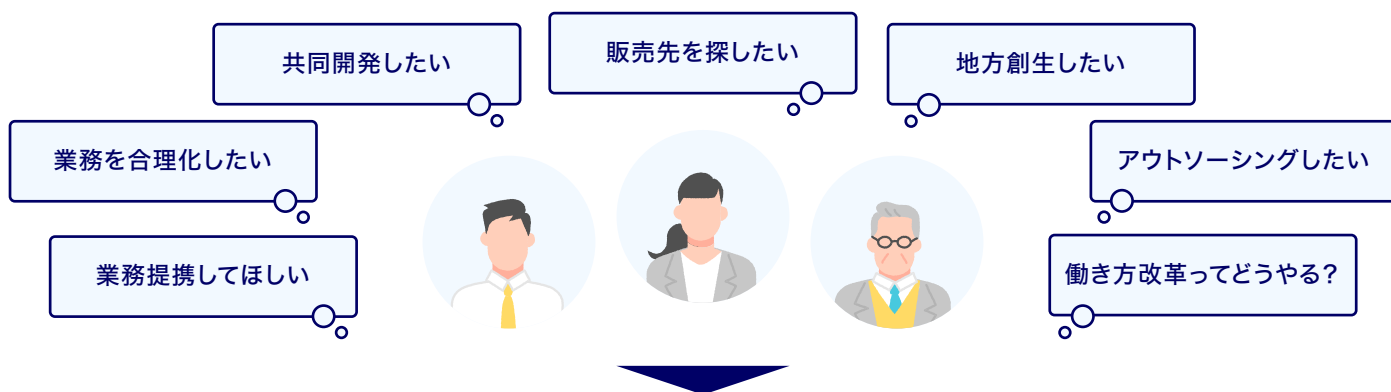 販売先を探したい
共同開発したい
地方創生したい
業務を合理化したい
アウトソーシングしたい
業務提携してほしい
働き方改革ってどうやる?